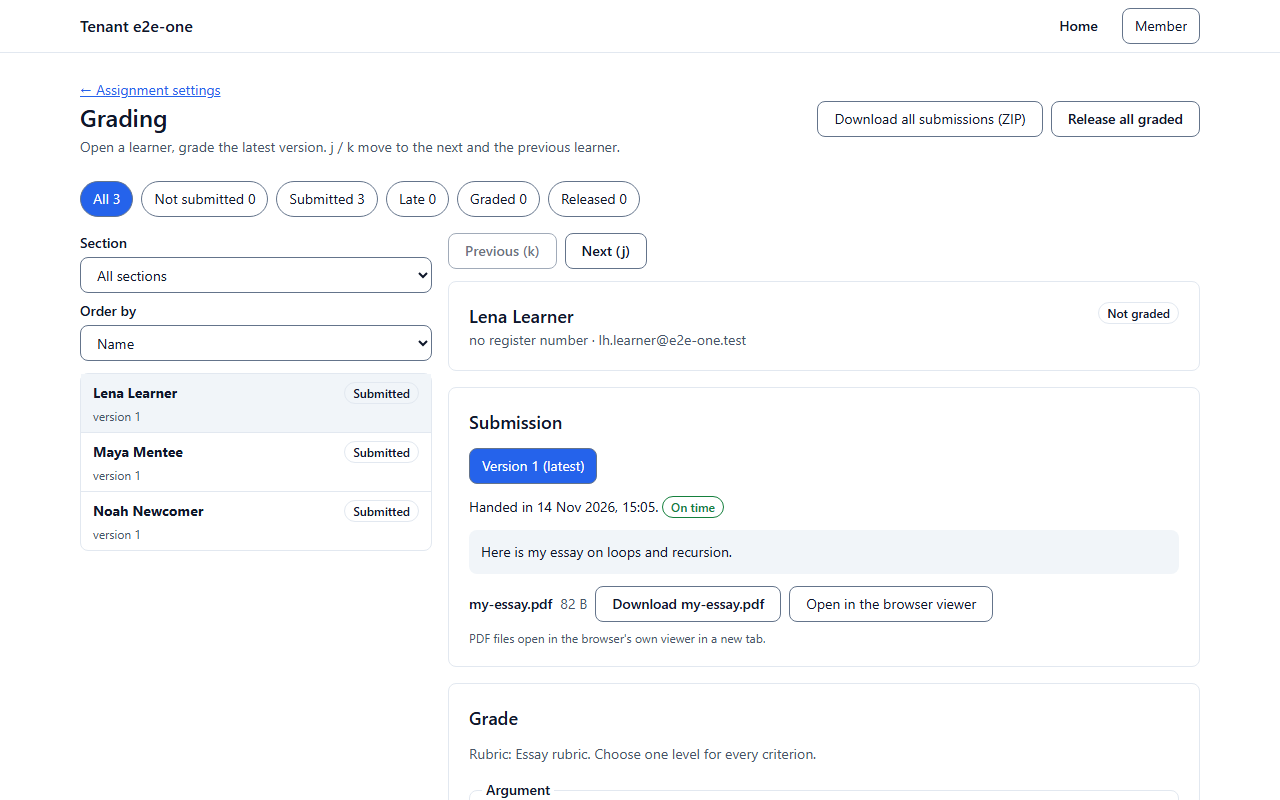 Tenant e2e-one
Home
Member
← Assignment settings
Grading
Open a learner, grade the latest version. j / k move to the next and the previous learner.
Download all submissions (ZIP)
Release all graded
All 3
Not submitted 0
Submitted 3
Late 0
Graded 0
Released 0
Section
All sections
Order by
Name
Lena Learner
Submitted
version 1
Maya Mentee
Submitted
version 1
Noah Newcomer
Submitted
version 1
Previous (k)
Next (j)
Lena Learner
Not graded
no register number · lh.learner@e2e-one.test
Submission
Version 1 (latest)
Handed in 14 Nov 2026, 15:05. On time
Here is my essay on loops and recursion.
my-essay.pdf 82 B Download my-essay.pdf Open in the browser viewer
PDF files open in the browser's own viewer in a new tab.
Grade
Rubric: Essay rubric. Choose one level for every criterion.
Argument